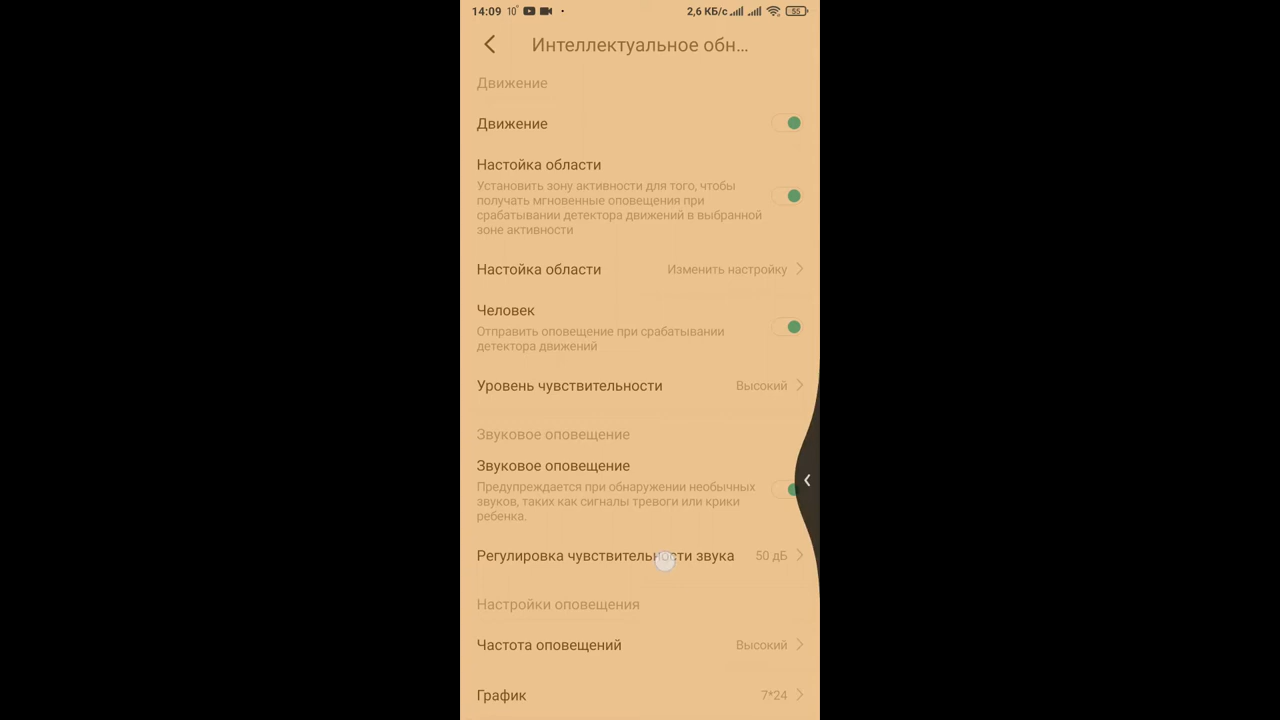 14:09 10° 2,6 КБ/с 55
Интеллектуальное обн...
Движение
Движение
Настойка области
Установить зону активности для того, чтобы
получать мгновенные оповещения при
срабатывании детектора движений в выбранной
зоне активности
Настойка области Изменить настройку
Человек
Отправить оповещение при срабатывании
детектора движений
Уровень чувствительности Высокий
Звуковое оповещение
Звуковое оповещение
Предупреждается при обнаружении необычных
звуков, таких как сигналы тревоги или крики
ребенка.
Регулировка чувствительности звука 50 дБ
Настройки оповещения
Частота оповещений Высокий
График 7*24